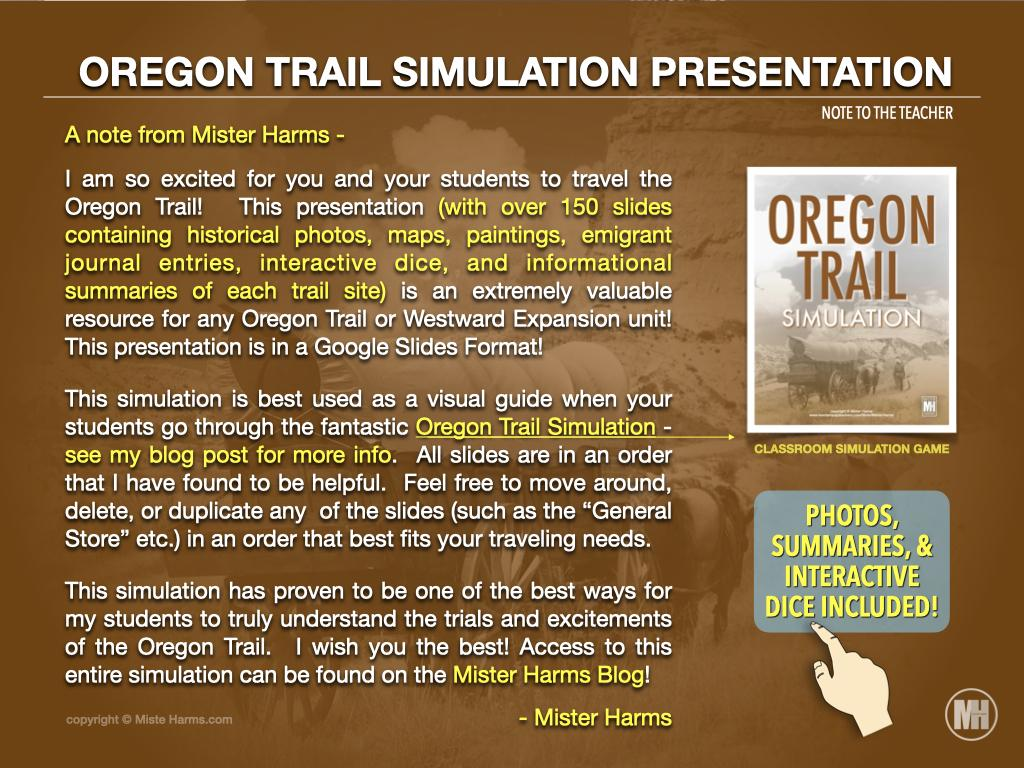 OREGON TRAIL SIMULATION PRESENTATION
NOTE TO THE TEACHER
A note from Mister Harms -
I am so excited for you and your students to travel the
Oregon Trail! This presentation (with over 150 slides
containing historical photos, maps, paintings, emigrant
journal entries, interactive dice, and informational
summaries of each trail site) is an extremely valuable
resource for any Oregon Trail or Westward Expansion unit!
This presentation is in a Google Slides Format!
This simulation is best used as a visual guide when your
students go through the fantastic Oregon Trail Simulation -
see my blog post for more info. All slides are in an order
that I have found to be helpful. Feel free to move around,
delete, or duplicate any of the slides (such as the “General
Store” etc.) in an order that best fits your traveling needs.
This simulation has proven to be one of the best ways for
my students to truly understand the trials and excitements
of the Oregon Trail. I wish you the best! Access to this
entire simulation can be found on the Mister Harms Blog!
- Mister Harms
copyright © Miste Harms.com
OREGON
TRAIL
SIMULATION
MH
CLASSROOM SIMULATION GAME
PHOTOS,
SUMMARIES, &
INTERACTIVE
DICE INCLUDED!
MH